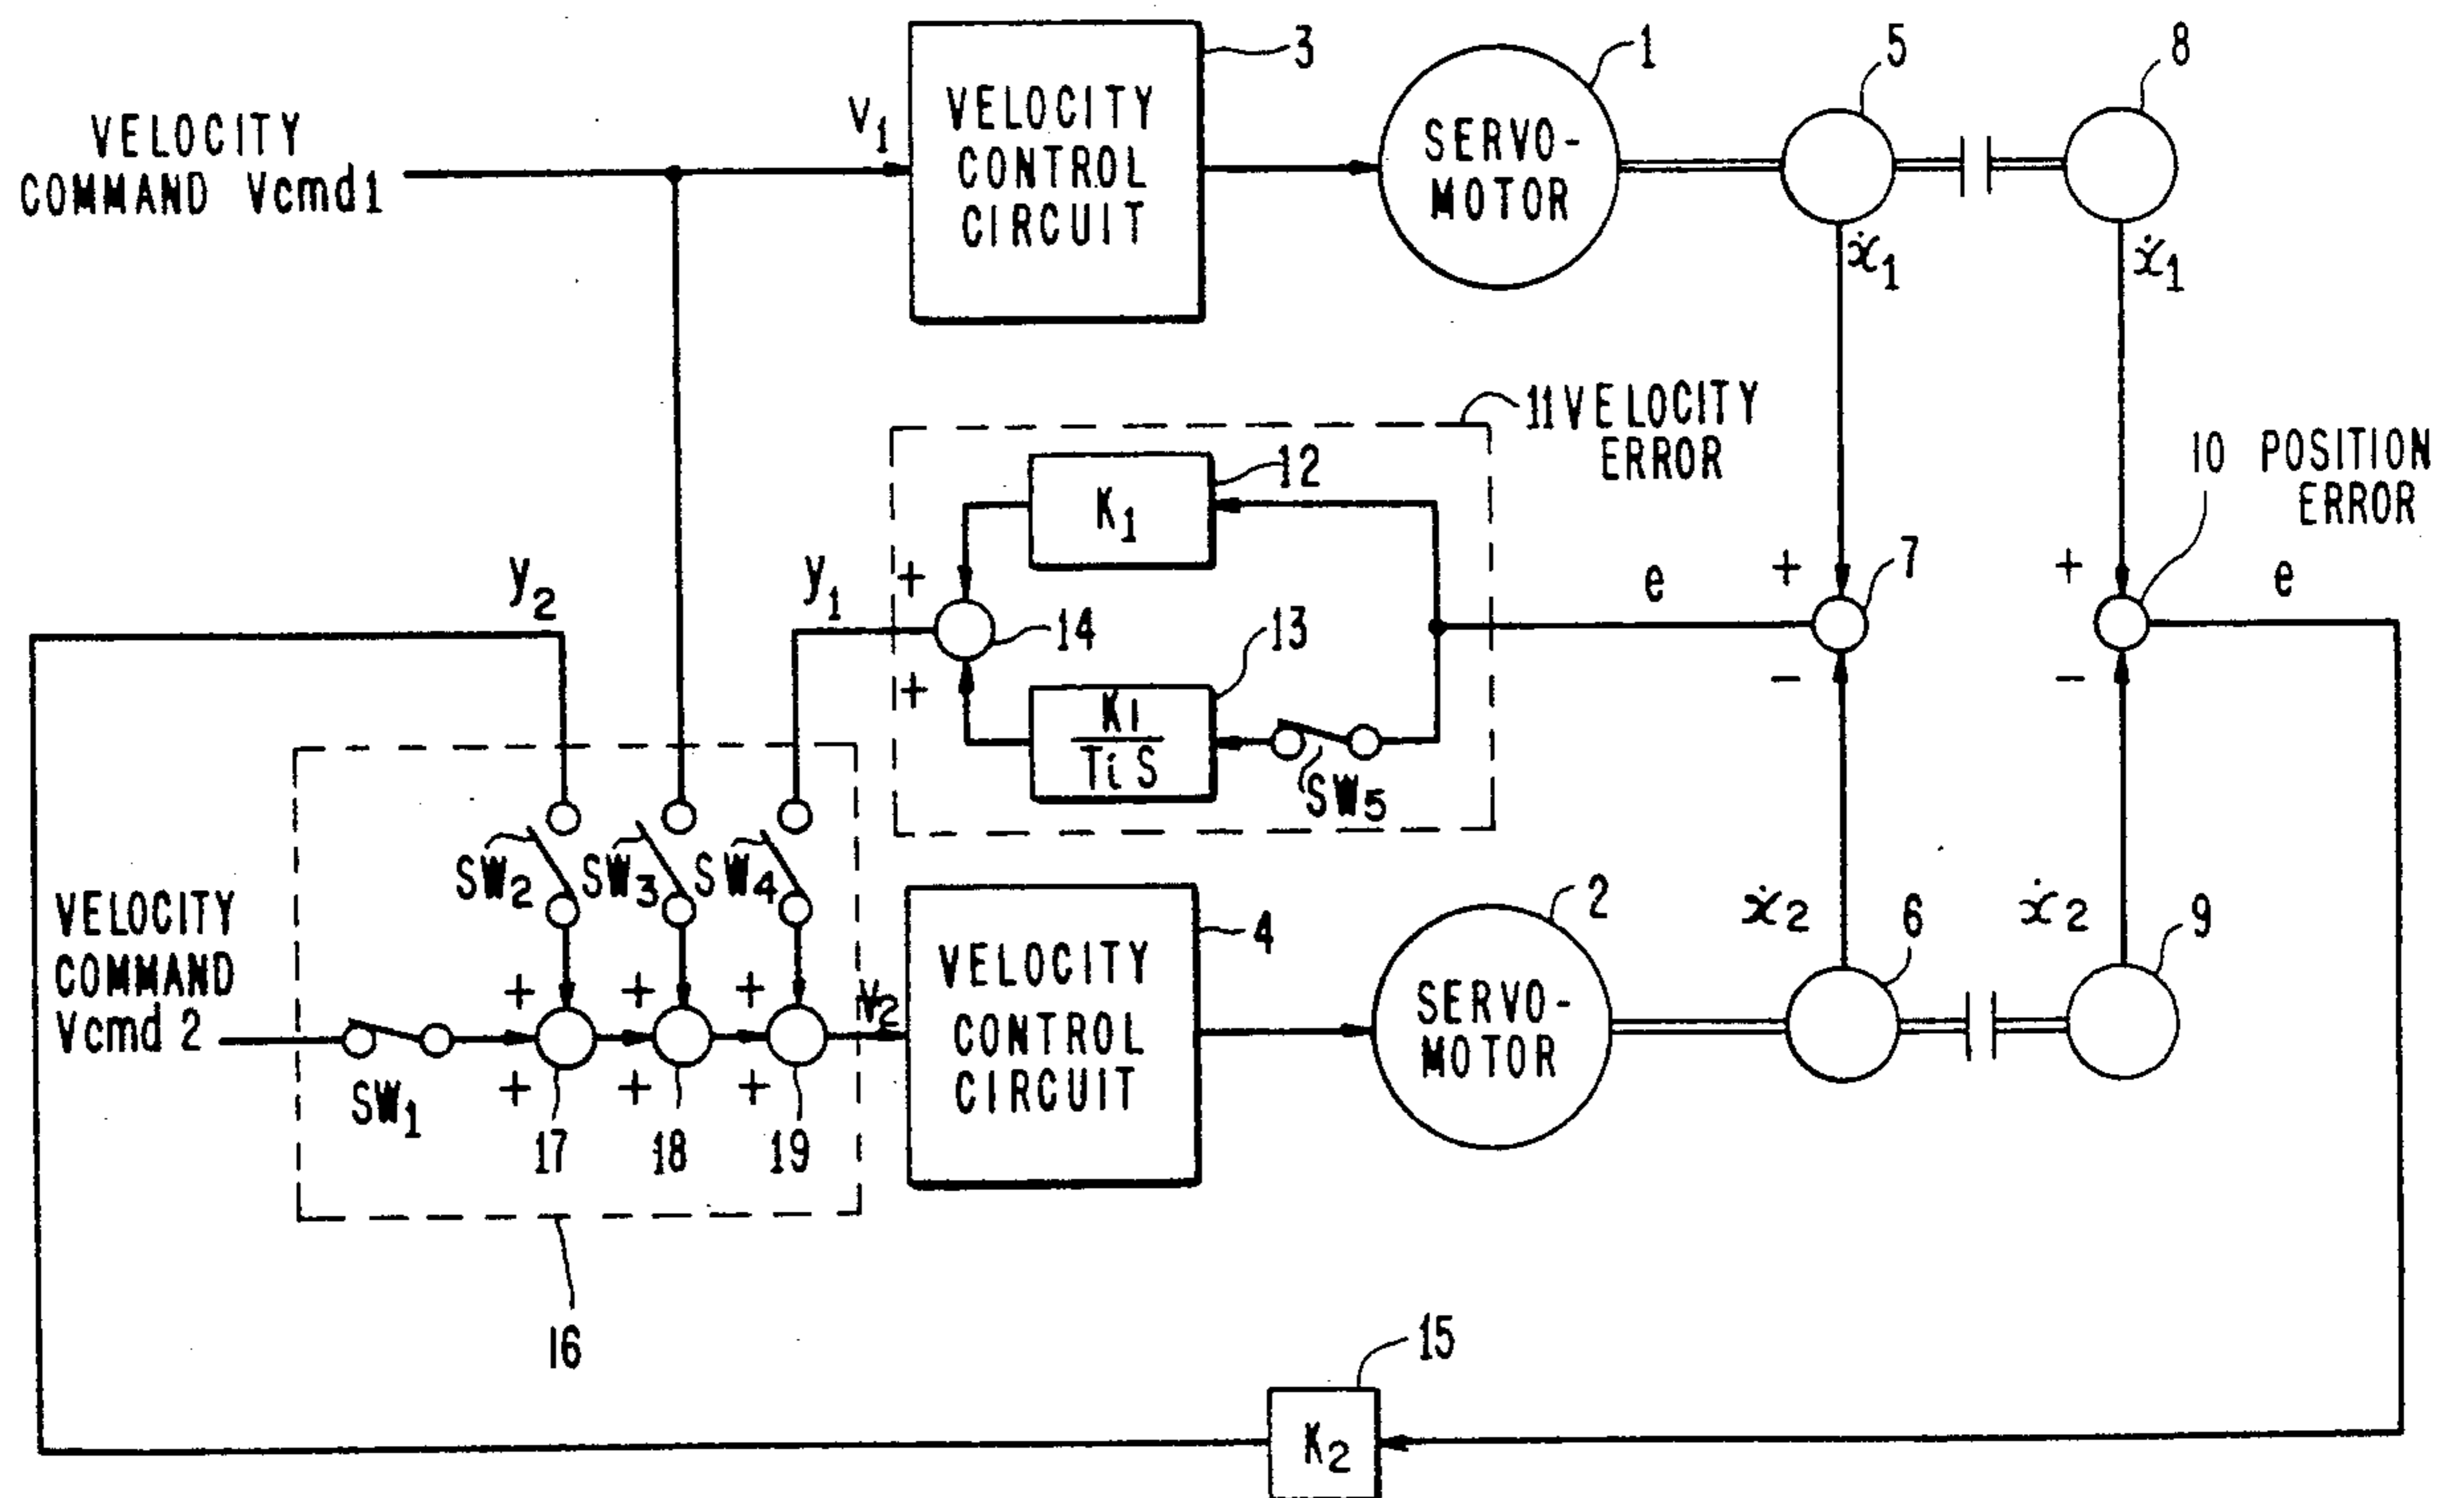 3
1
5
8
VELOCITY
COMMAND Vcmd1
V1
VELOCITY
CONTROL
CIRCUIT
SERVO-
MOTOR
ẋ1
ẋ1
11 VELOCITY
ERROR
12
K1
10 POSITION
ERROR
y2
y1
+
14
13
e
+
7
+
e
+
K1
TiS
SW5
−
−
SW2
SW3
SW4
VELOCITY
COMMAND
Vcmd 2
SW1
+
+
+
+
+
+
17
18
19
V2
VELOCITY
CONTROL
CIRCUIT
4
SERVO-
MOTOR
2
ẋ2
6
ẋ2
9
16
15
K2